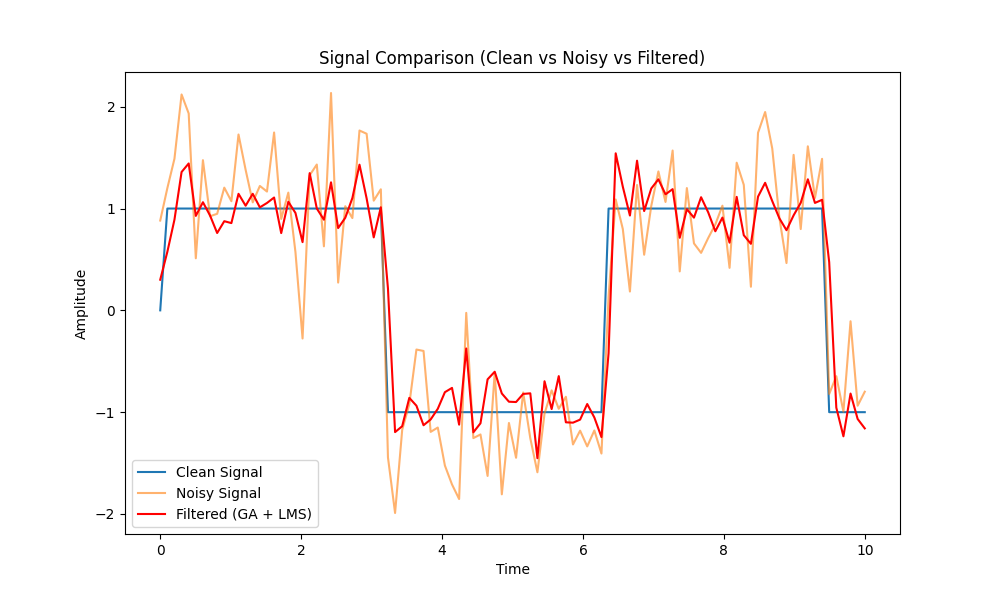 Signal Comparison (Clean vs Noisy vs Filtered)
Amplitude
2
1
0
−1
−2
Clean Signal
Noisy Signal
Filtered (GA + LMS)
0 2 4 6 8 10
Time